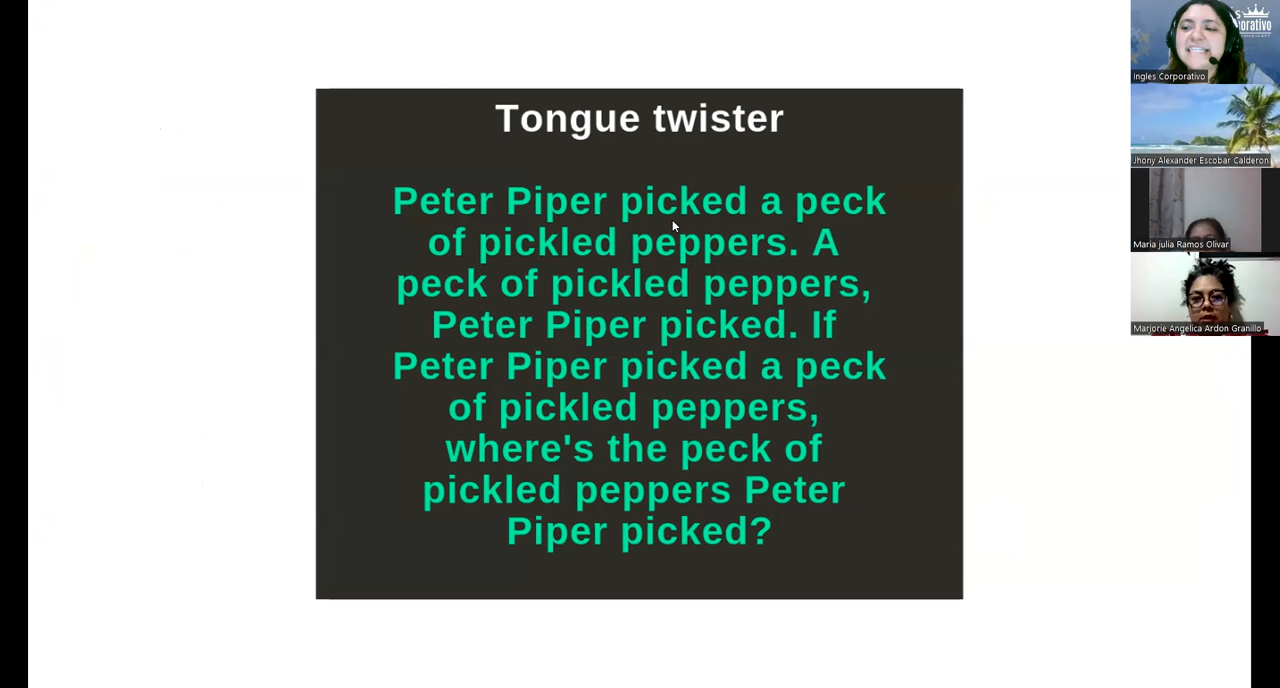 Tongue twister
Peter Piper picked a peck
of pickled peppers. A
peck of pickled peppers,
Peter Piper picked. If
Peter Piper picked a peck
of pickled peppers,
where's the peck of
pickled peppers Peter
Piper picked?
Ingles Corporativo
Jhony Alexander Escobar Calderon
Maria julia Ramos Olivar
Marjorie Angelica Ardon Granillo